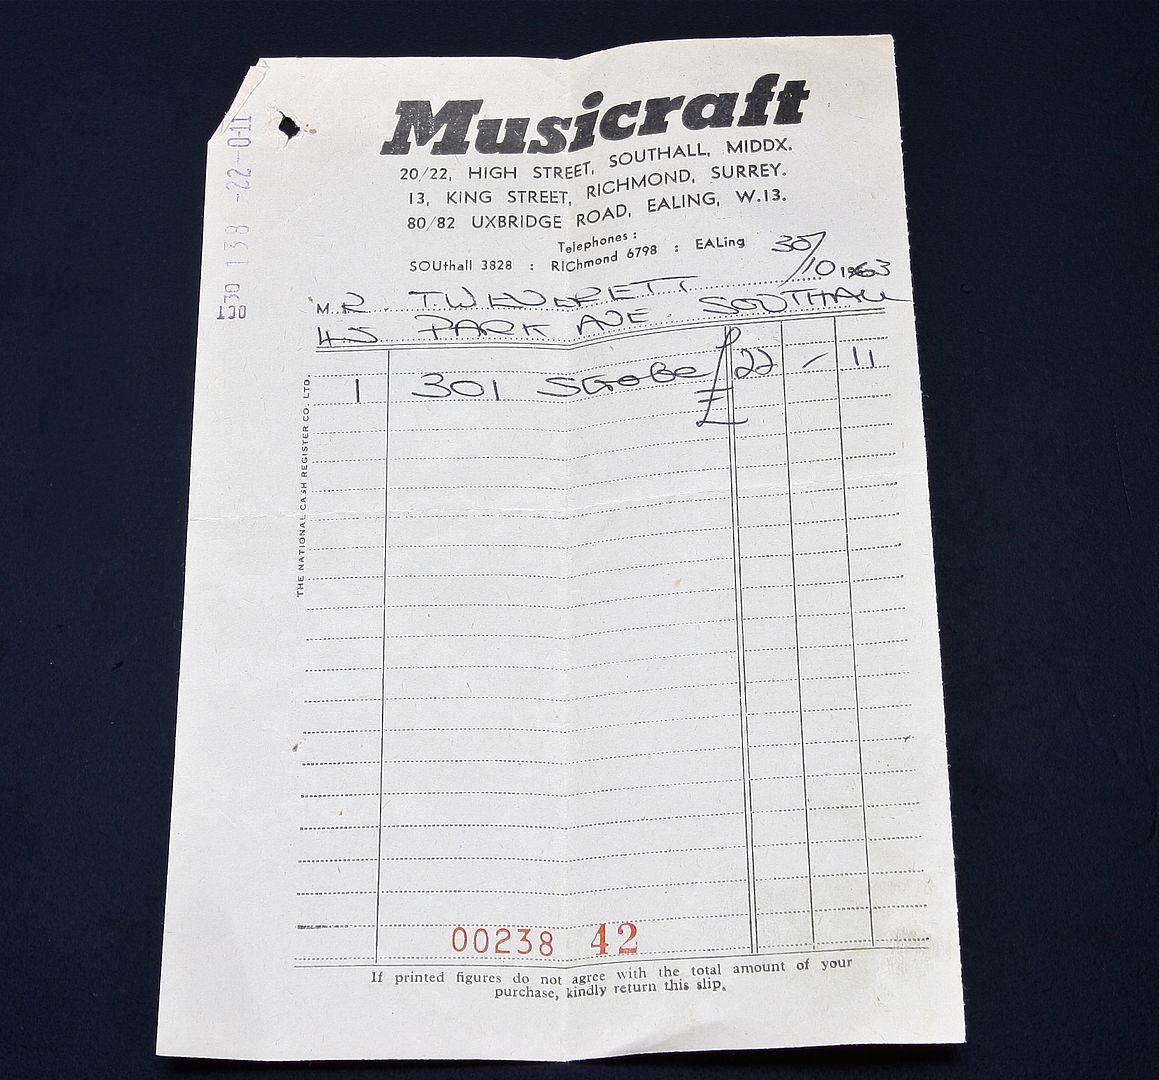 Musicraft
20/22, HIGH STREET, SOUTHALL, MIDDX.
13, KING STREET, RICHMOND, SURREY.
80/82 UXBRIDGE ROAD, EALING, W.13.
Telephones:
SOUthall 3828 : RIChmond 6798 : EALing
30/10 1963
MR. T.W EVERETT
45 PARK AVE. SOUTHALL
1 301 STROBE £22 - 11
THE NATIONAL CASH REGISTER CO. LTD
-22-0-11
00238 42
If printed figures do not agree with the total amount of your
purchase, kindly return this slip.